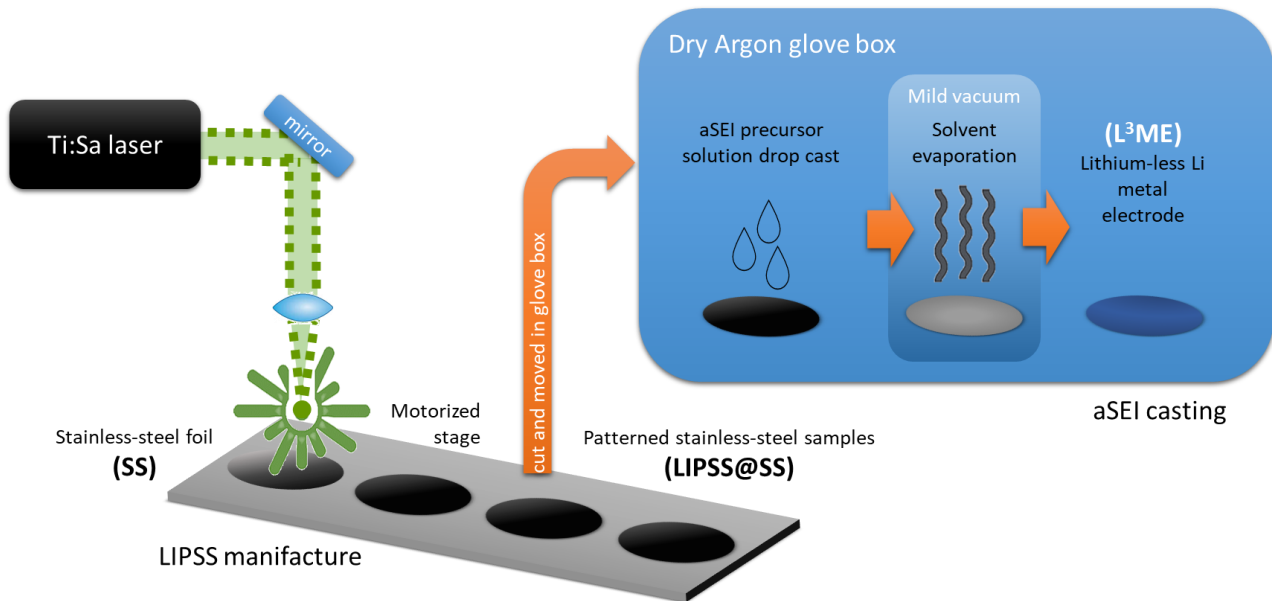 Ti:Sa laser
mirror
Stainless-steel foil
(SS)
Motorized
stage
LIPSS manifacture
cut and moved in glove box
Patterned stainless-steel samples
(LIPSS@SS)
Dry Argon glove box
aSEI precursor
solution drop cast
Mild vacuum
Solvent
evaporation
(L³ME)
Lithium-less Li
metal
electrode
aSEI casting